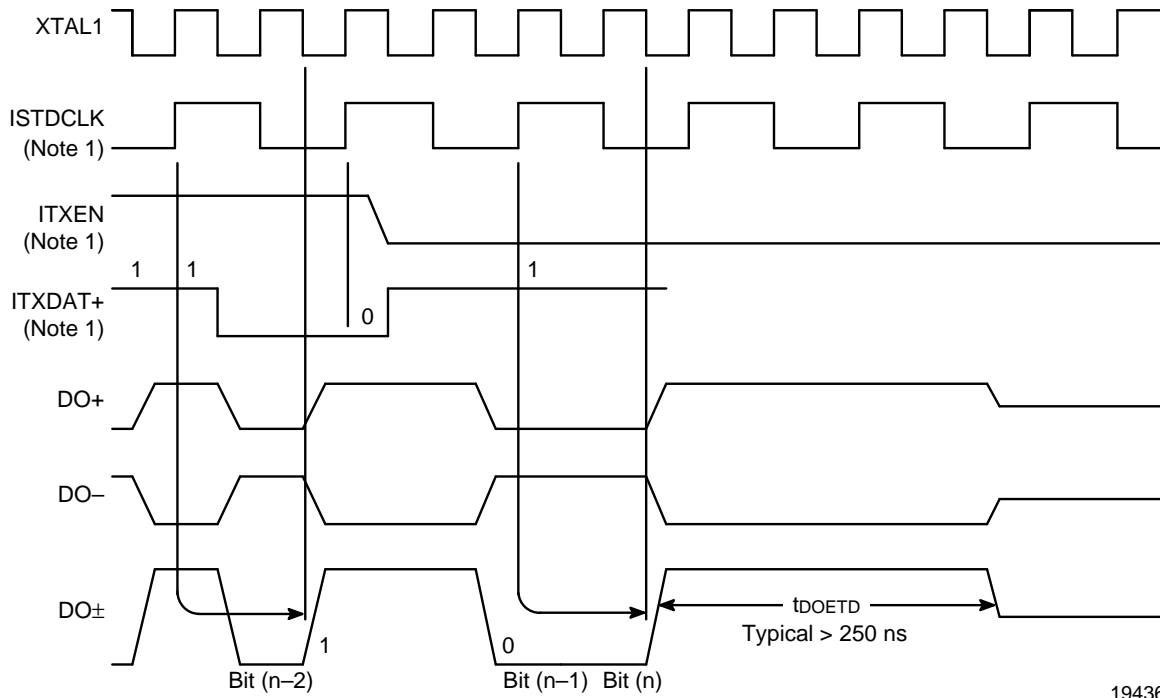 XTAL1
ISTDCLK
(Note 1)
ITXEN
(Note 1)
1 1 1
ITXDAT+
(Note 1)
0
DO+
DO–
DO±
tDOETD
Typical > 250 ns
1 0
Bit (n–2) Bit (n–1) Bit (n)
19436